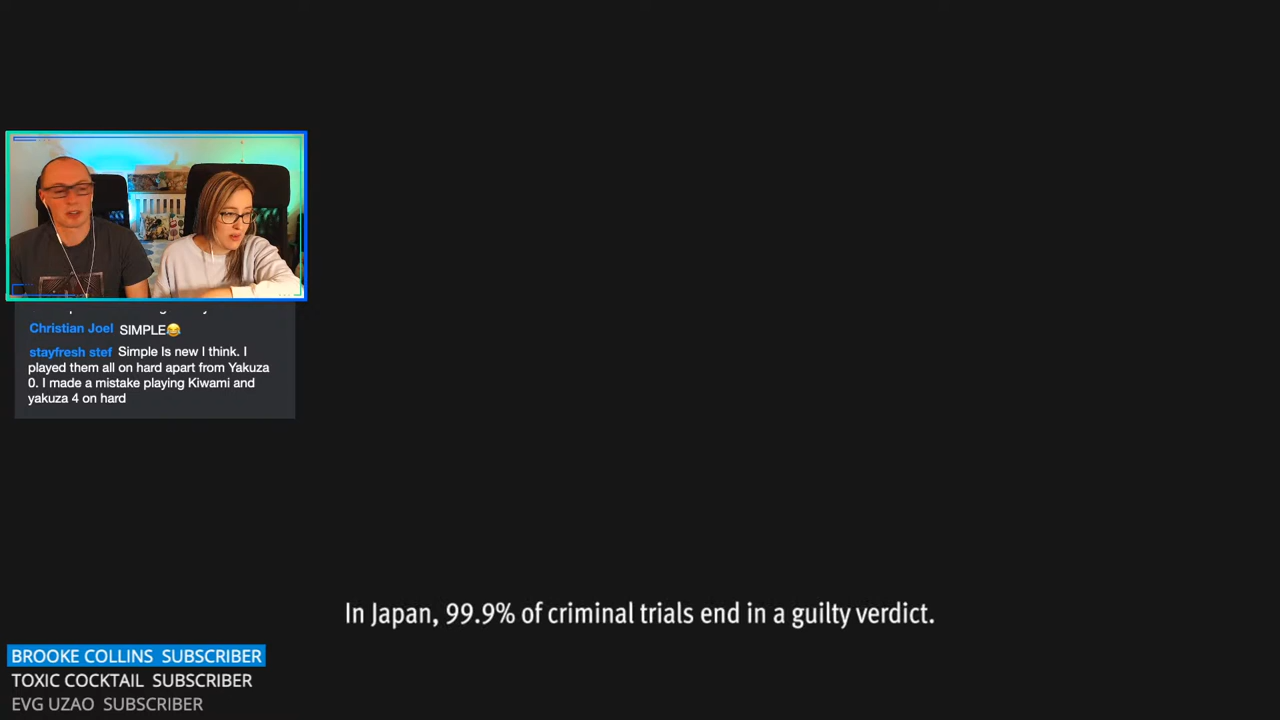 Christian Joel SIMPLE😂
stayfresh stef Simple Is new I think. I
played them all on hard apart from Yakuza
0. I made a mistake playing Kiwami and
yakuza 4 on hard
In Japan, 99.9% of criminal trials end in a guilty verdict.
BROOKE COLLINS SUBSCRIBER
TOXIC COCKTAIL SUBSCRIBER
EVG UZAO SUBSCRIBER